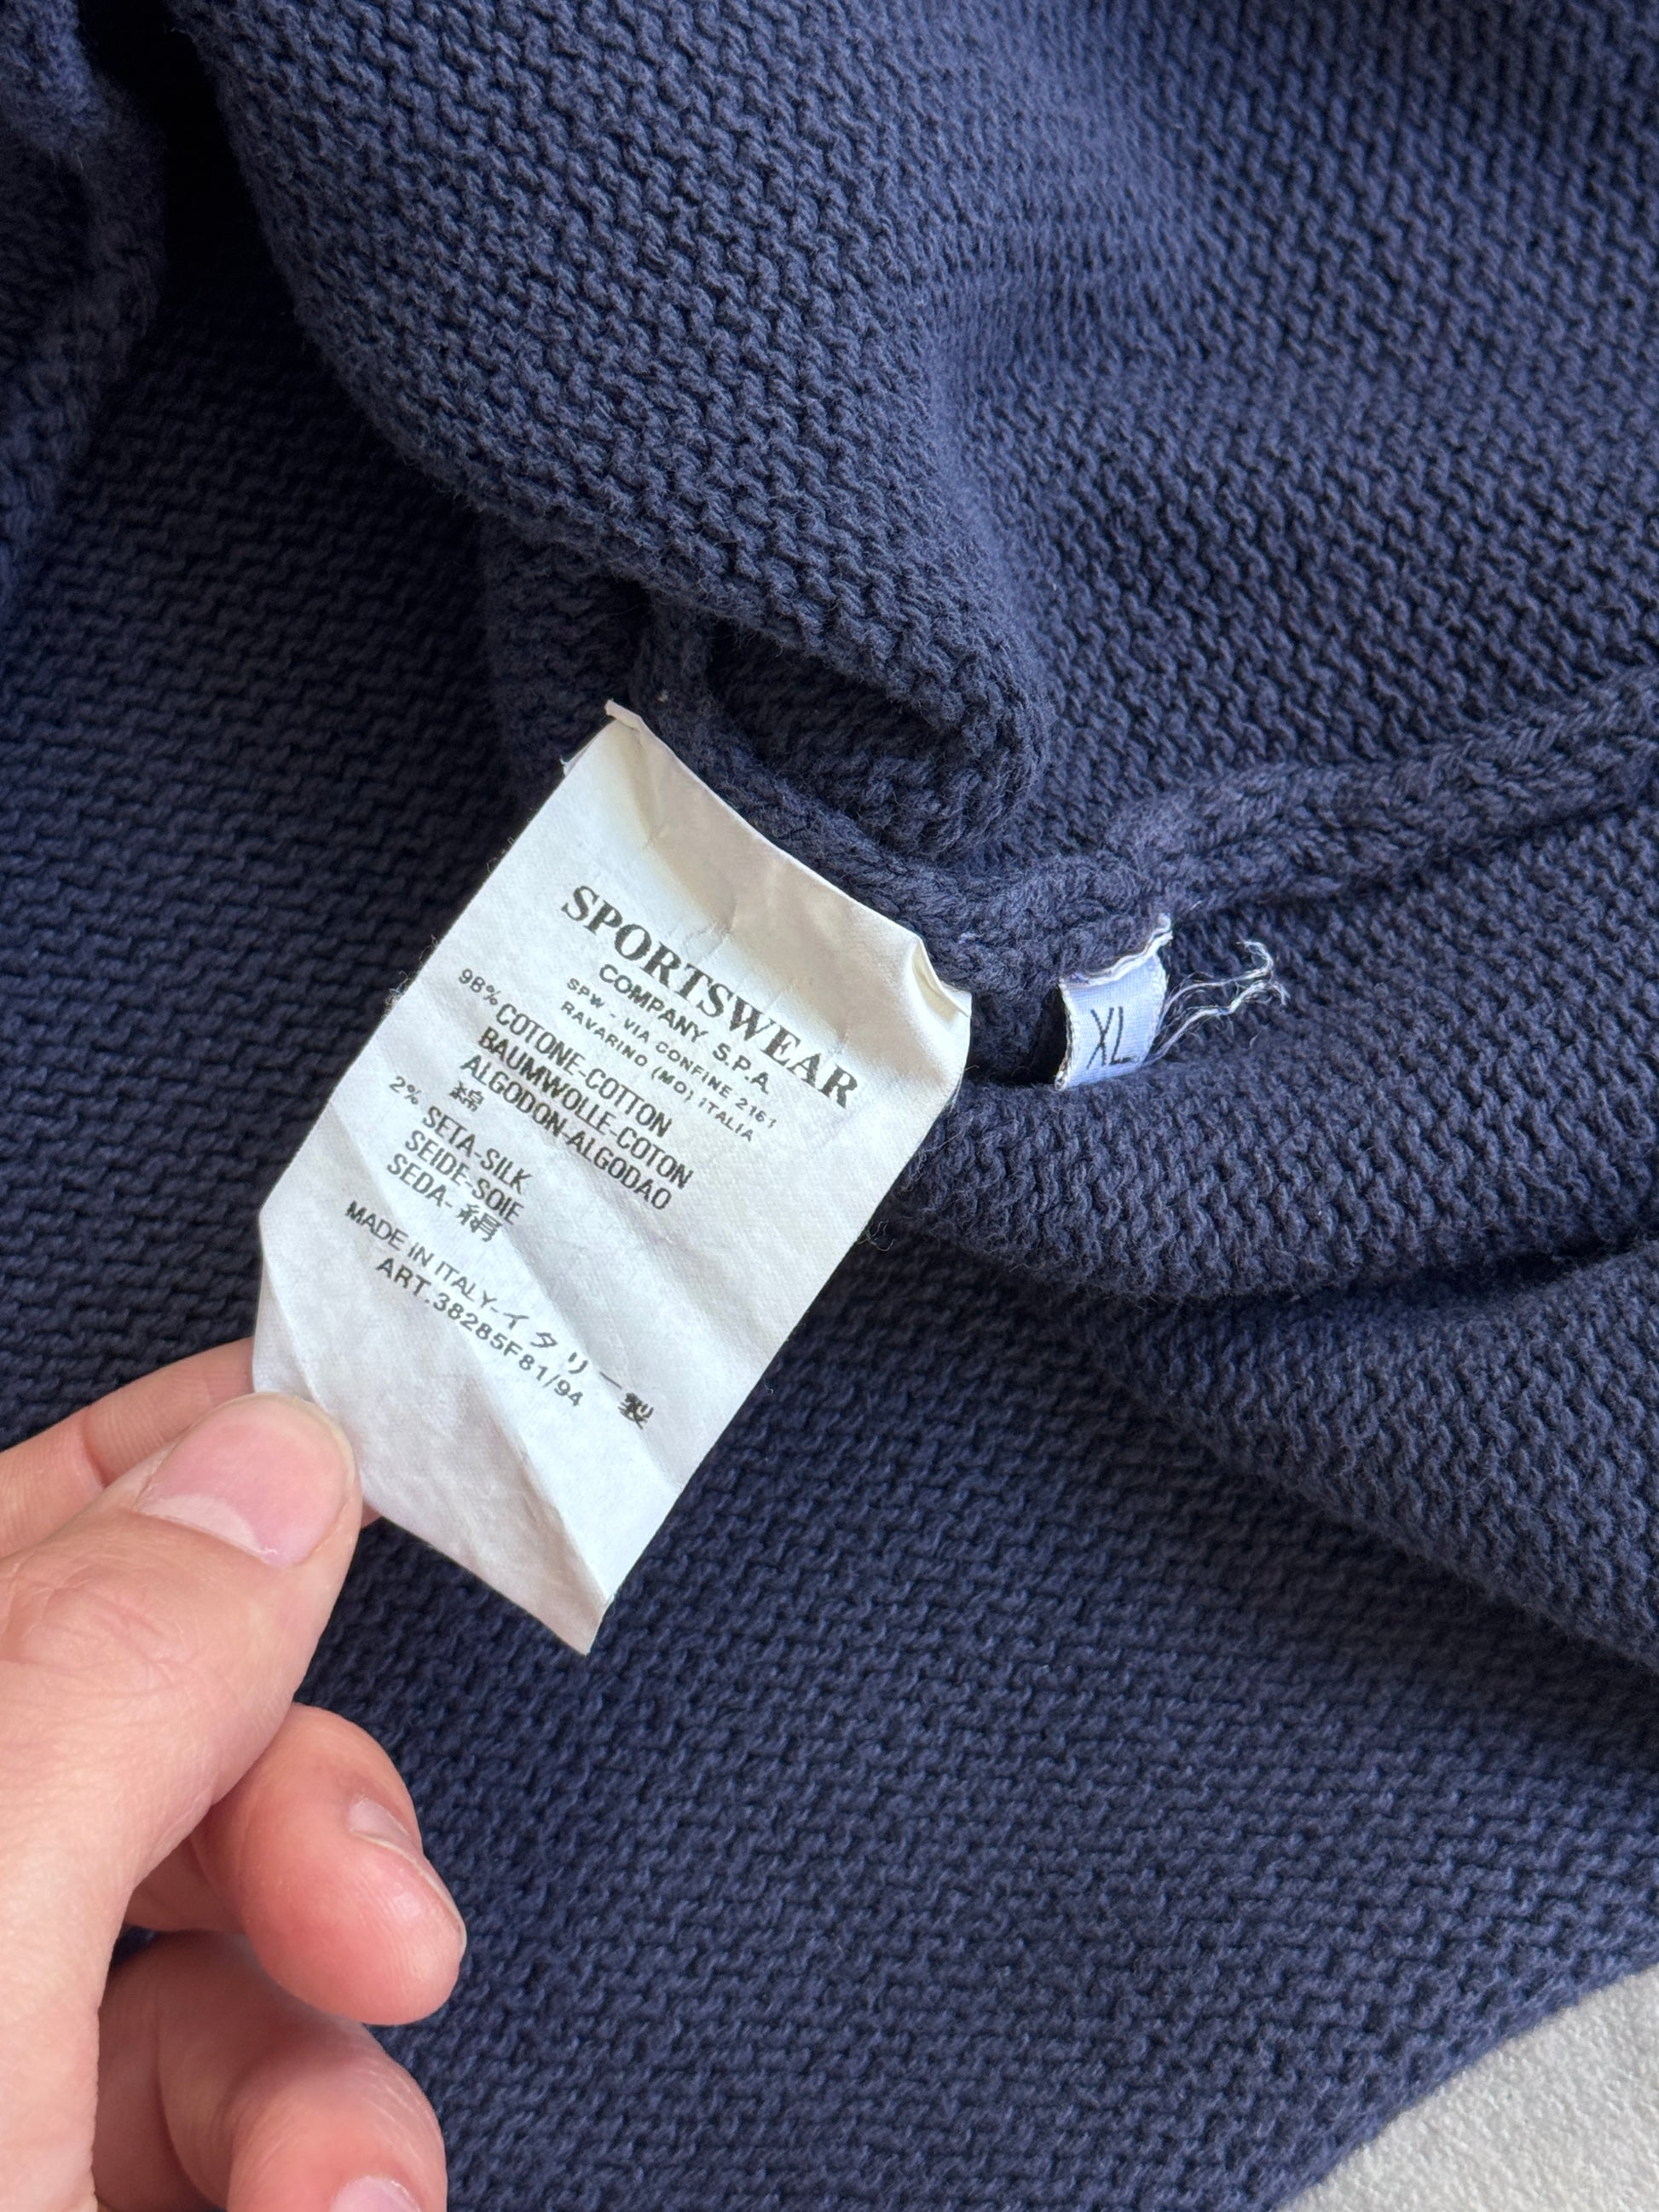 SPORTSWEAR
COMPANY S.P.A.
SPW - VIA CONFINE 2161
RAVARINO (MO) ITALIA
98% COTONE-COTTON
BAUMWOLLE-COTON
ALGODON-ALGODAO
綿
2% SETA-SILK
SEIDE-SOIE
SEDA-絹
MADE IN ITALY-イタリー製
ART.38285F81/94
XL